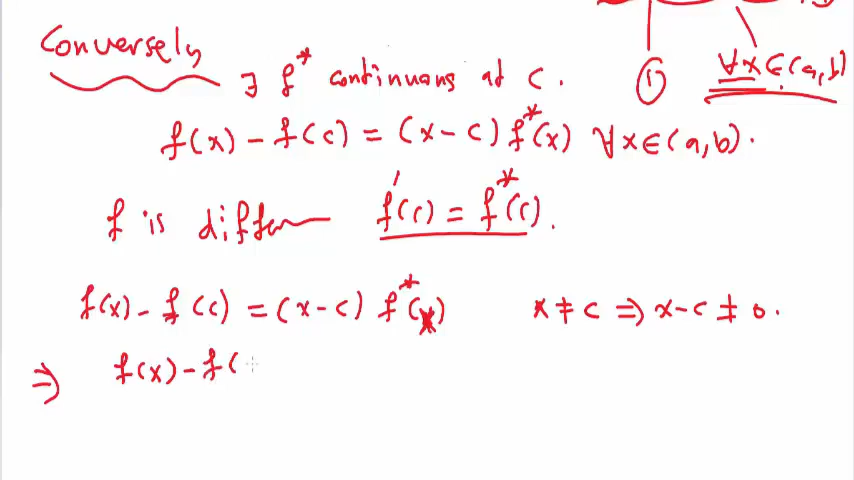 Conversely
∃ f* continuous at c.
① ∀x∈(a,b)
f(x) - f(c) = (x-c) f*(x) ∀x∈(a,b).
f is differ f'(c) = f*(c).
f(x) - f(c) = (x-c) f*(x) x ≠ c ⇒ x-c ≠ 0.
⇒ f(x) - f(